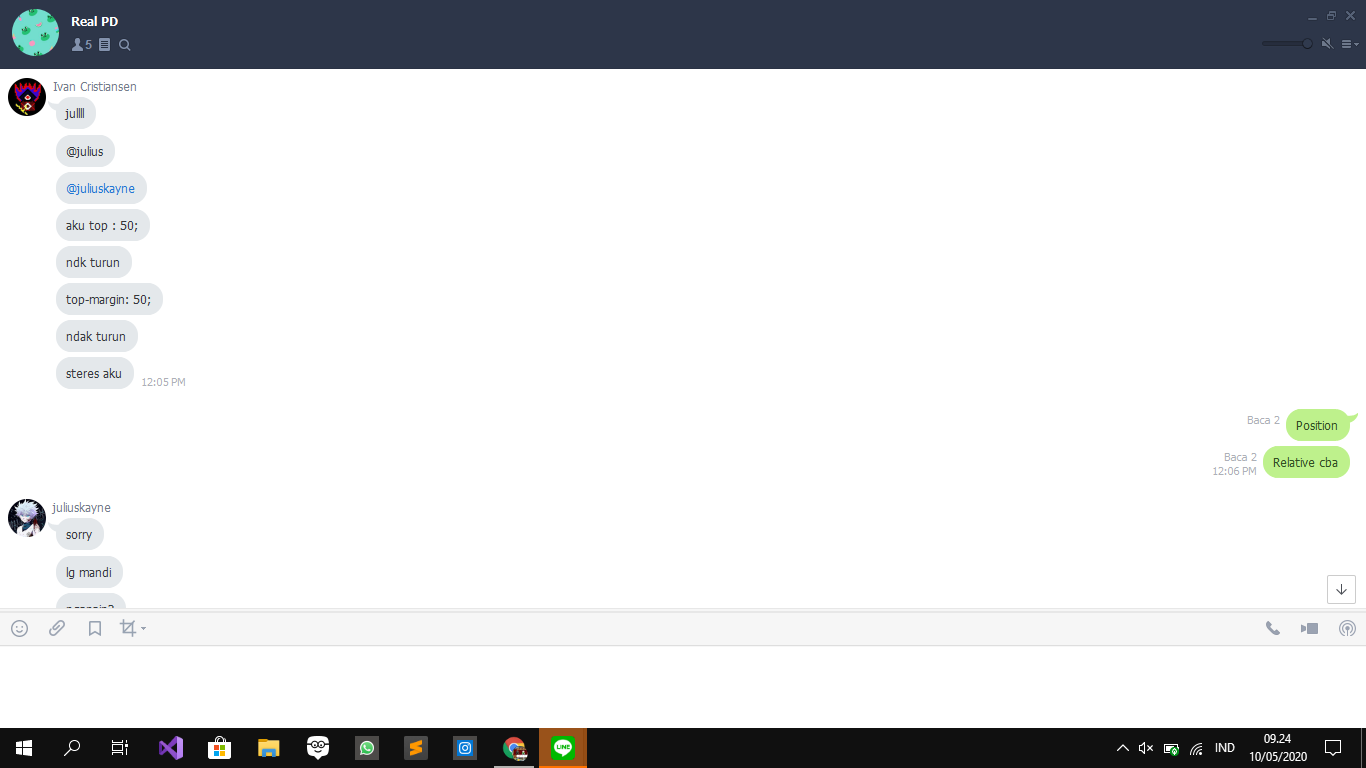 Real PD
5
Ivan Cristiansen
jullll
@julius
@juliuskayne
aku top : 50;
ndk turun
top-margin: 50;
ndak turun
steres aku
12:05 PM
Baca 2
Position
Baca 2
12:06 PM
Relative cba
juliuskayne
sorry
lg mandi
LINE
IND
09.24
10/05/2020